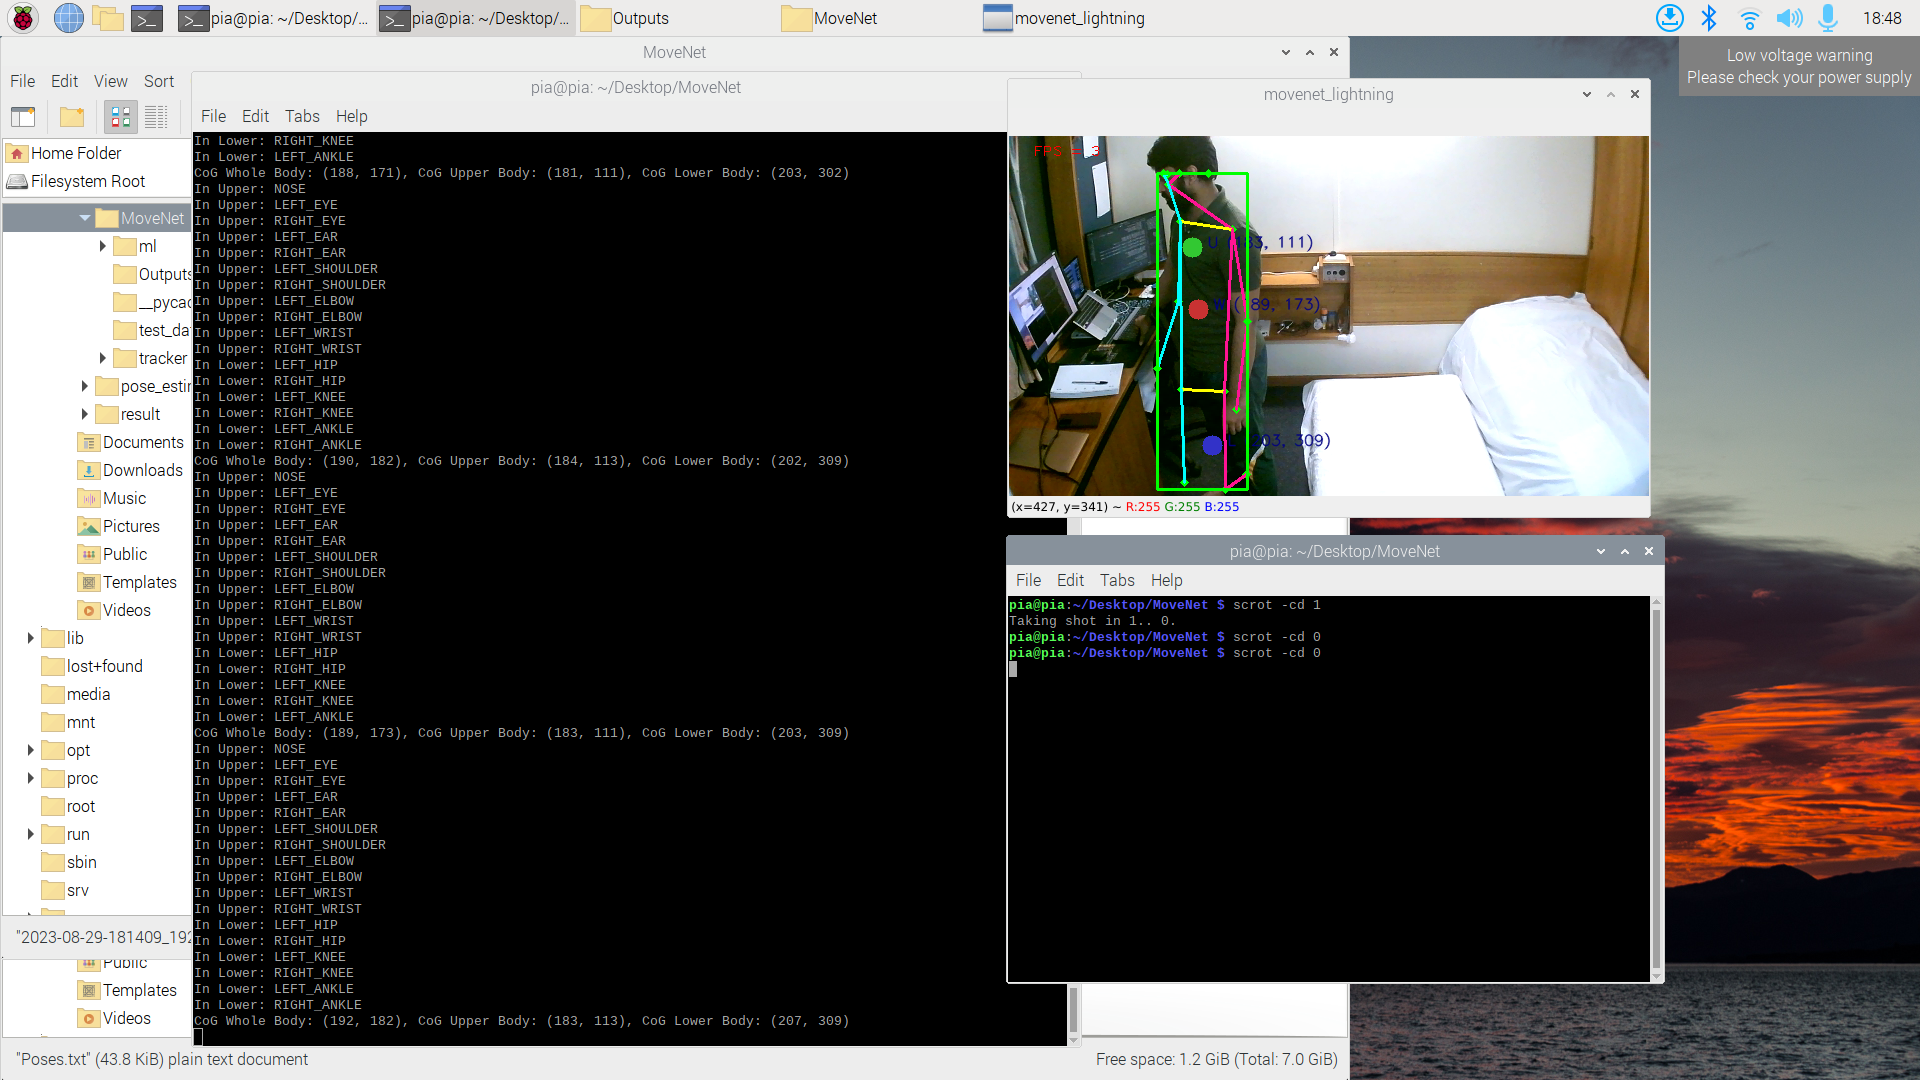 pia@pia: ~/Desktop/...
pia@pia: ~/Desktop/...
Outputs
MoveNet
movenet_lightning
18:48
Low voltage warning
Please check your power supply
MoveNet
File Edit View Sort
Home Folder
Filesystem Root
MoveNet
ml
Outputs
__pycac
test_da
tracker
pose_estin
result
Documents
Downloads
Music
Pictures
Public
Templates
Videos
lib
lost+found
media
mnt
opt
proc
root
run
sbin
srv
"2023-08-29-181409_192
Public
Templates
Videos
"Poses.txt" (43.8 KiB) plain text document
Free space: 1.2 GiB (Total: 7.0 GiB)
pia@pia: ~/Desktop/MoveNet
File Edit Tabs Help
In Lower: RIGHT_KNEE
In Lower: LEFT_ANKLE
CoG Whole Body: (188, 171), CoG Upper Body: (181, 111), CoG Lower Body: (203, 302)
In Upper: NOSE
In Upper: LEFT_EYE
In Upper: RIGHT_EYE
In Upper: LEFT_EAR
In Upper: RIGHT_EAR
In Upper: LEFT_SHOULDER
In Upper: RIGHT_SHOULDER
In Upper: LEFT_ELBOW
In Upper: RIGHT_ELBOW
In Upper: LEFT_WRIST
In Upper: RIGHT_WRIST
In Lower: LEFT_HIP
In Lower: RIGHT_HIP
In Lower: LEFT_KNEE
In Lower: RIGHT_KNEE
In Lower: LEFT_ANKLE
In Lower: RIGHT_ANKLE
CoG Whole Body: (190, 182), CoG Upper Body: (184, 113), CoG Lower Body: (202, 309)
In Upper: NOSE
In Upper: LEFT_EYE
In Upper: RIGHT_EYE
In Upper: LEFT_EAR
In Upper: RIGHT_EAR
In Upper: LEFT_SHOULDER
In Upper: RIGHT_SHOULDER
In Upper: LEFT_ELBOW
In Upper: RIGHT_ELBOW
In Upper: LEFT_WRIST
In Upper: RIGHT_WRIST
In Lower: LEFT_HIP
In Lower: RIGHT_HIP
In Lower: LEFT_KNEE
In Lower: RIGHT_KNEE
In Lower: LEFT_ANKLE
CoG Whole Body: (189, 173), CoG Upper Body: (183, 111), CoG Lower Body: (203, 309)
In Upper: NOSE
In Upper: LEFT_EYE
In Upper: RIGHT_EYE
In Upper: LEFT_EAR
In Upper: RIGHT_EAR
In Upper: LEFT_SHOULDER
In Upper: RIGHT_SHOULDER
In Upper: LEFT_ELBOW
In Upper: RIGHT_ELBOW
In Upper: LEFT_WRIST
In Upper: RIGHT_WRIST
In Lower: LEFT_HIP
In Lower: RIGHT_HIP
In Lower: LEFT_KNEE
In Lower: RIGHT_KNEE
In Lower: LEFT_ANKLE
In Lower: RIGHT_ANKLE
CoG Whole Body: (192, 182), CoG Upper Body: (183, 113), CoG Lower Body: (207, 309)
movenet_lightning
FPS = 3
U (183, 111)
W (189, 173)
03, 309)
(x=427, y=341) ~ R:255 G:255 B:255
pia@pia: ~/Desktop/MoveNet
File Edit Tabs Help
pia@pia:~/Desktop/MoveNet $ scrot -cd 1
Taking shot in 1.. 0.
pia@pia:~/Desktop/MoveNet $ scrot -cd 0
pia@pia:~/Desktop/MoveNet $ scrot -cd 0